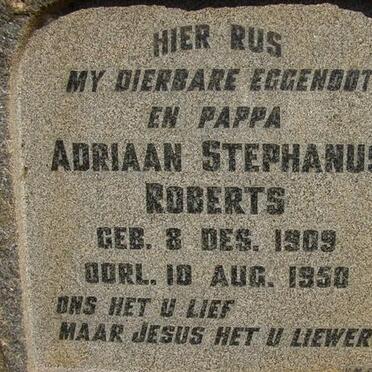 HIER RUS
MY DIERBARE EGGENOOT
EN PAPPA
ADRIAAN STEPHANUS
ROBERTS
GEB. 8 DES. 1909
OORL. 10 AUG. 1950
ONS HET U LIEF
MAAR JESUS HET U LIEWER